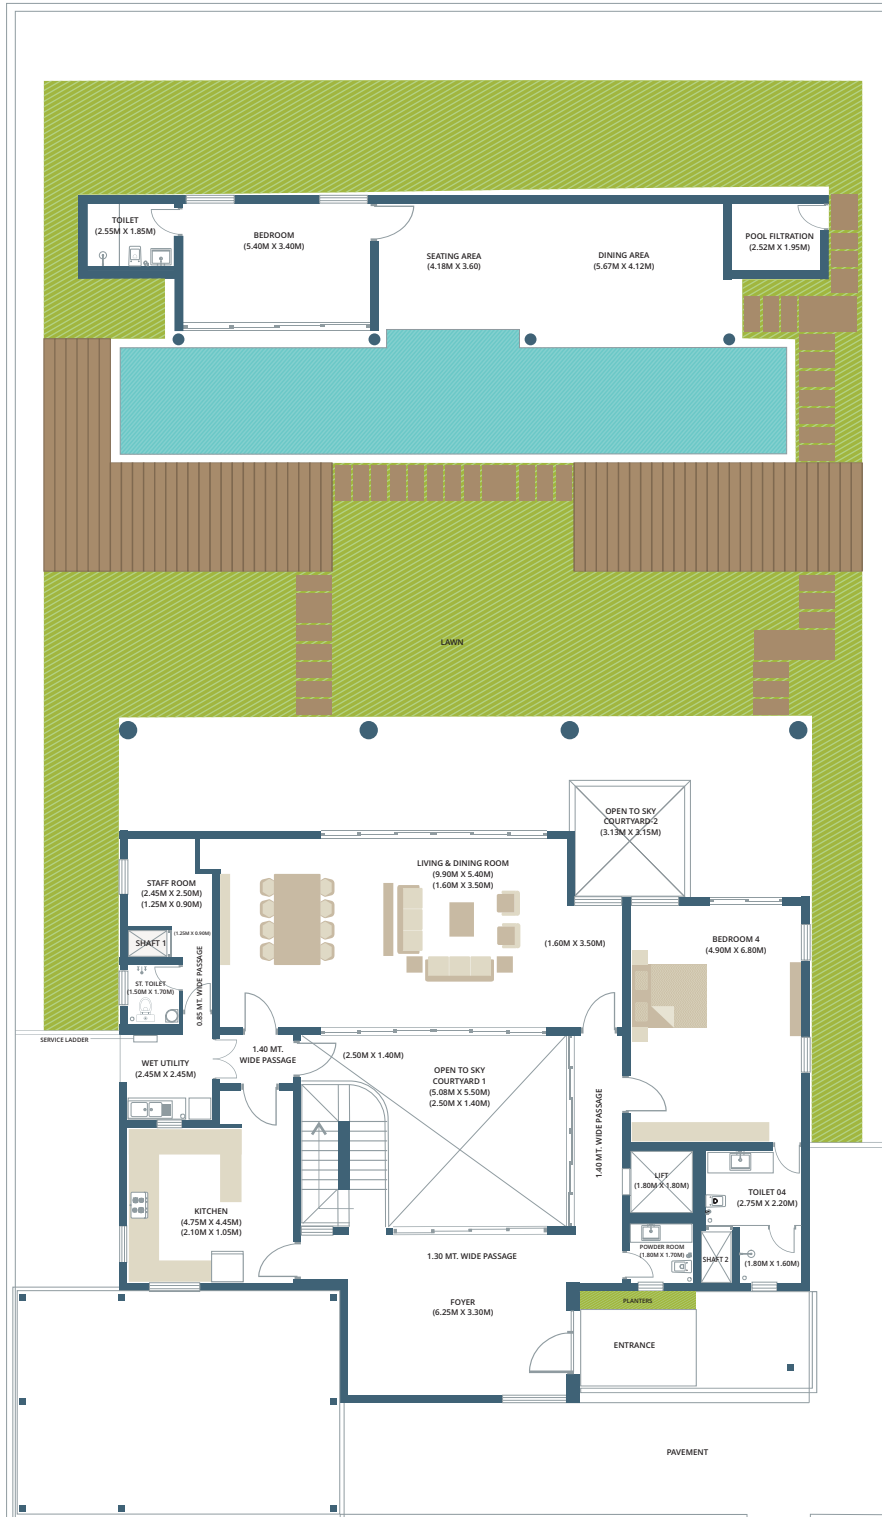 TOILET
(2.55M X 1.85M)
BEDROOM
(5.40M X 3.40M)
SEATING AREA
(4.18M X 3.60)
DINING AREA
(5.67M X 4.12M)
POOL FILTRATION
(2.52M X 1.95M)
LAWN
OPEN TO SKY
COURTYARD-2
(3.13M X 3.15M)
LIVING & DINING ROOM
(9.90M X 5.40M)
(1.60M X 3.50M)
STAFF ROOM
(2.45M X 2.50M)
(1.25M X 0.90M)
(1.25M X 0.90M)
SHAFT 1
(1.60M X 3.50M)
BEDROOM 4
(4.90M X 6.80M)
ST. TOILET
(1.50M X 1.70M)
0.85 MT. WIDE PASSAGE
SERVICE LADDER
WET UTILITY
(2.45M X 2.45M)
1.40 MT.
WIDE PASSAGE
(2.50M X 1.40M)
OPEN TO SKY
COURTYARD 1
(5.08M X 5.50M)
(2.50M X 1.40M)
1.40 MT. WIDE PASSAGE
LIFT
(1.80M X 1.80M)
TOILET 04
(2.75M X 2.20M)
KITCHEN
(4.75M X 4.45M)
(2.10M X 1.05M)
1.30 MT. WIDE PASSAGE
POWDER ROOM
(1.80M X 1.70M)
SHAFT 2
(1.80M X 1.60M)
FOYER
(6.25M X 3.30M)
PLANTERS
ENTRANCE
PAVEMENT